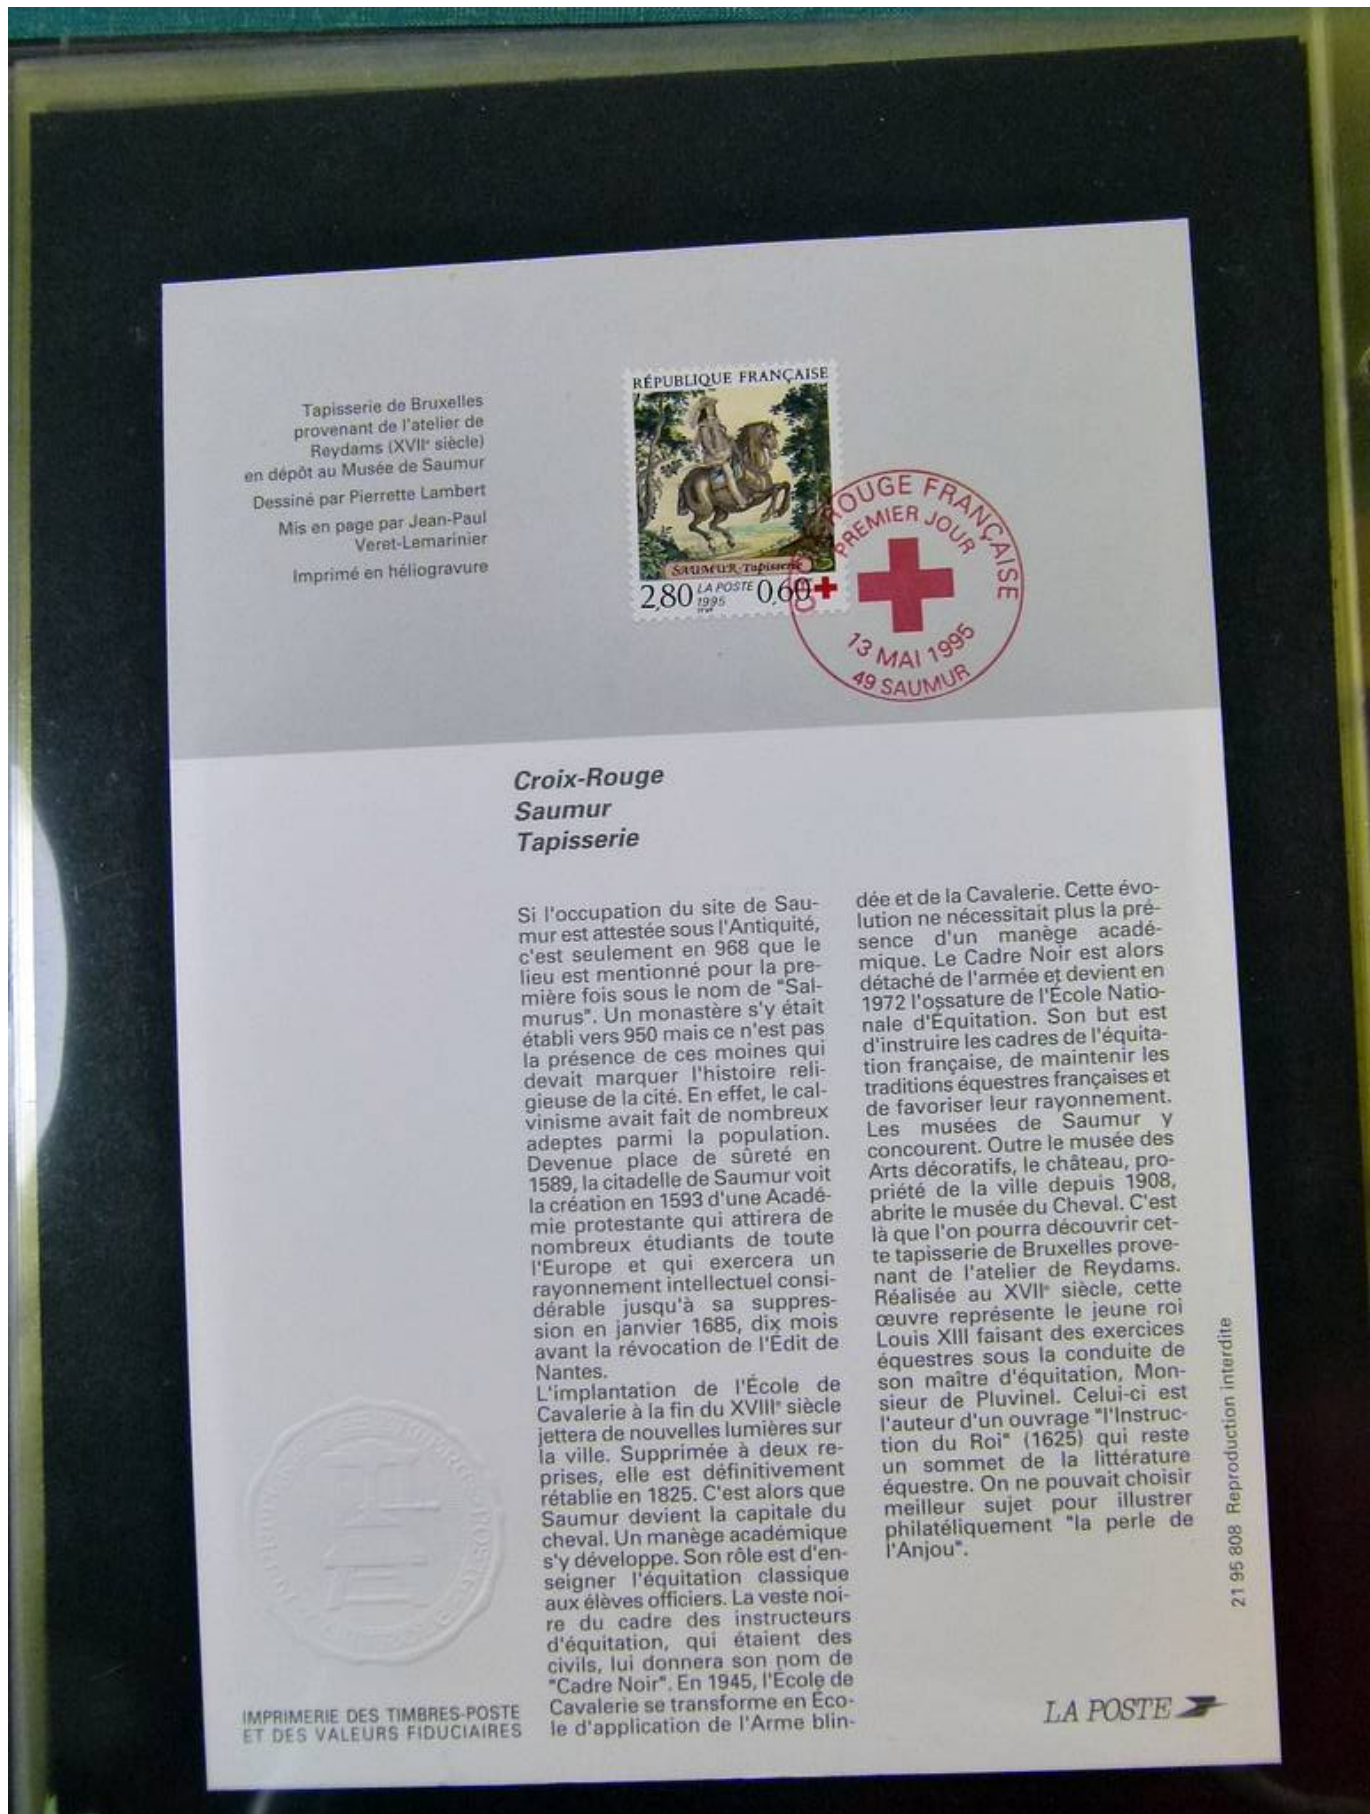 Tapisserie de Bruxelles
provenant de l'atelier de
Reydams (XVIIᵉ siècle)
en dépôt au Musée de Saumur
Dessiné par Pierrette Lambert
Mis en page par Jean-Paul
Veret-Lemarinier
Imprimé en héliogravure
RÉPUBLIQUE FRANÇAISE
SAUMUR-Tapisserie
2,80 LA POSTE 0,60+
1995
ITVF
ROUGE FRANÇAISE
PREMIER JOUR
13 MAI 1995
49 SAUMUR
Croix-Rouge
Saumur
Tapisserie
Si l'occupation du site de Sau-
mur est attestée sous l'Antiquité,
c'est seulement en 968 que le
lieu est mentionné pour la pre-
mière fois sous le nom de "Sal-
murus". Un monastère s'y était
établi vers 950 mais ce n'est pas
la présence de ces moines qui
devait marquer l'histoire reli-
gieuse de la cité. En effet, le cal-
vinisme avait fait de nombreux
adeptes parmi la population.
Devenue place de sûreté en
1589, la citadelle de Saumur voit
la création en 1593 d'une Acadé-
mie protestante qui attirera de
nombreux étudiants de toute
l'Europe et qui exercera un
rayonnement intellectuel consi-
dérable jusqu'à sa suppres-
sion en janvier 1685, dix mois
avant la révocation de l'Édit de
Nantes.
L'implantation de l'École de
Cavalerie à la fin du XVIIIᵉ siècle
jettera de nouvelles lumières sur
la ville. Supprimée à deux re-
prises, elle est définitivement
rétablie en 1825. C'est alors que
Saumur devient la capitale du
cheval. Un manège académique
s'y développe. Son rôle est d'en-
seigner l'équitation classique
aux élèves officiers. La veste noi-
re du cadre des instructeurs
d'équitation, qui étaient des
civils, lui donnera son nom de
"Cadre Noir". En 1945, l'École de
Cavalerie se transforme en Éco-
le d'application de l'Arme blin-
dée et de la Cavalerie. Cette évo-
lution ne nécessitait plus la pré-
sence d'un manège acadé-
mique. Le Cadre Noir est alors
détaché de l'armée et devient en
1972 l'ossature de l'École Natio-
nale d'Équitation. Son but est
d'instruire les cadres de l'équita-
tion française, de maintenir les
traditions équestres françaises et
de favoriser leur rayonnement.
Les musées de Saumur y
concourent. Outre le musée des
Arts décoratifs, le château, pro-
priété de la ville depuis 1908,
abrite le musée du Cheval. C'est
là que l'on pourra découvrir cet-
te tapisserie de Bruxelles prove-
nant de l'atelier de Reydams.
Réalisée au XVIIᵉ siècle, cette
œuvre représente le jeune roi
Louis XIII faisant des exercices
équestres sous la conduite de
son maître d'équitation, Mon-
sieur de Pluvinel. Celui-ci est
l'auteur d'un ouvrage "l'Instruc-
tion du Roi" (1625) qui reste
un sommet de la littérature
équestre. On ne pouvait choisir
meilleur sujet pour illustrer
philatéliquement "la perle de
l'Anjou".
21 95 808 Reproduction interdite
IMPRIMERIE DES TIMBRES-POSTE
ET DES VALEURS FIDUCIAIRES
LA POSTE